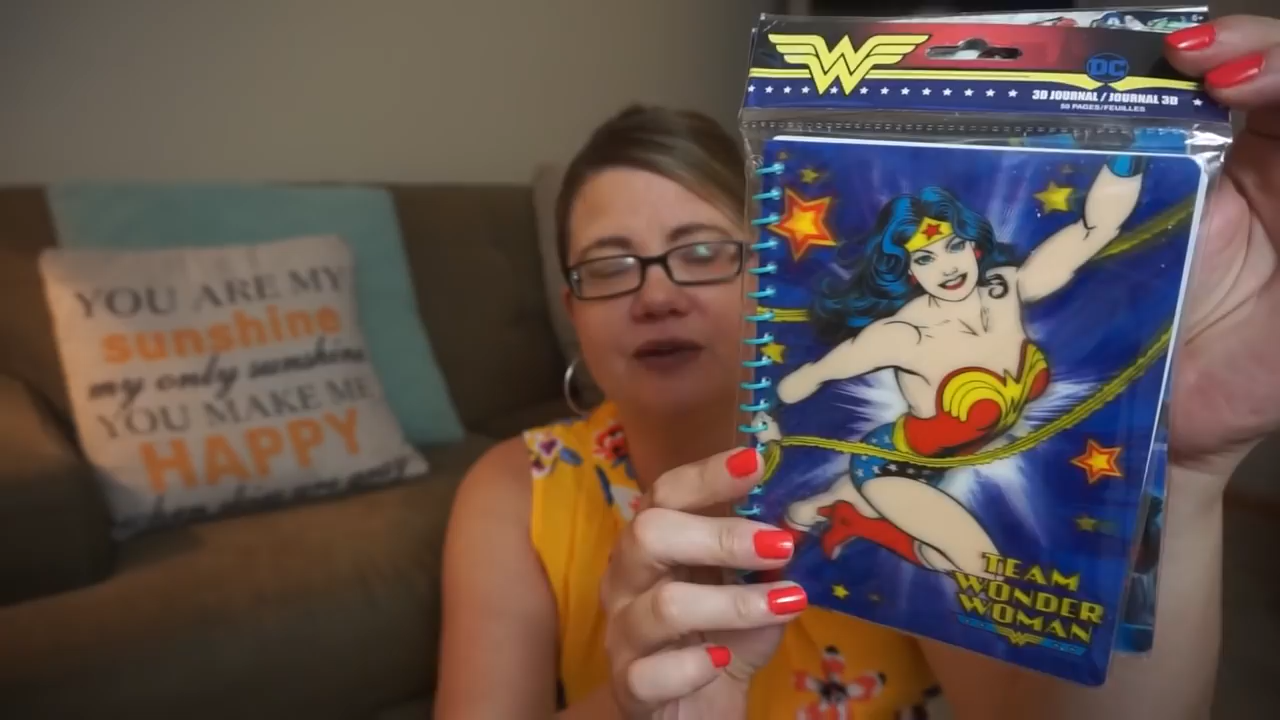 YOU ARE MY
sunshine
my only sunshine
YOU MAKE ME
HAPPY
W
DC
3D JOURNAL / JOURNAL 3D
50 PAGES/FEUILLES
TEAM
WONDER
WOMAN